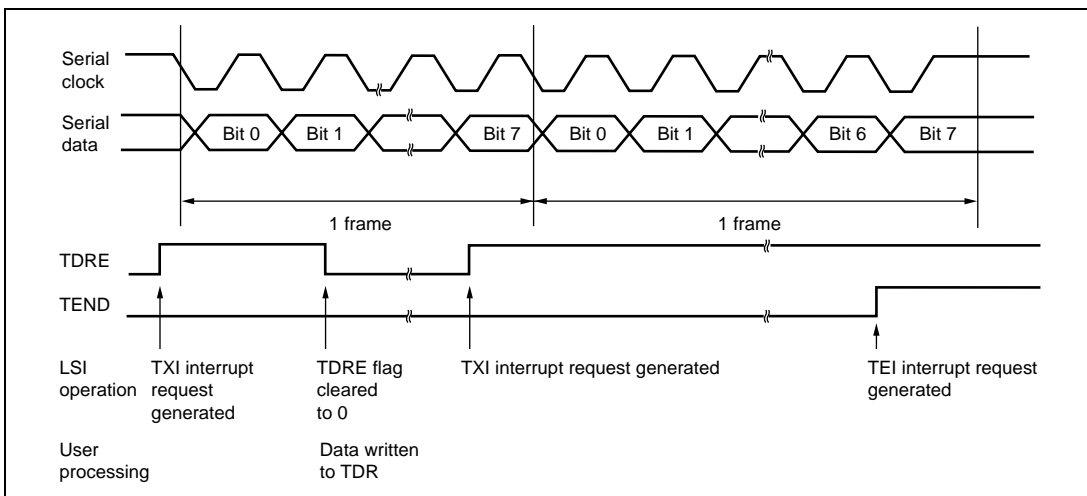 Serial
clock
Serial
data
Bit 0
Bit 1
Bit 7
Bit 0
Bit 1
Bit 6
Bit 7
1 frame
1 frame
TDRE
TEND
LSI
operation
TXI interrupt
request
generated
TDRE flag
cleared
to 0
TXI interrupt request generated
TEI interrupt request
generated
User
processing
Data written
to TDR